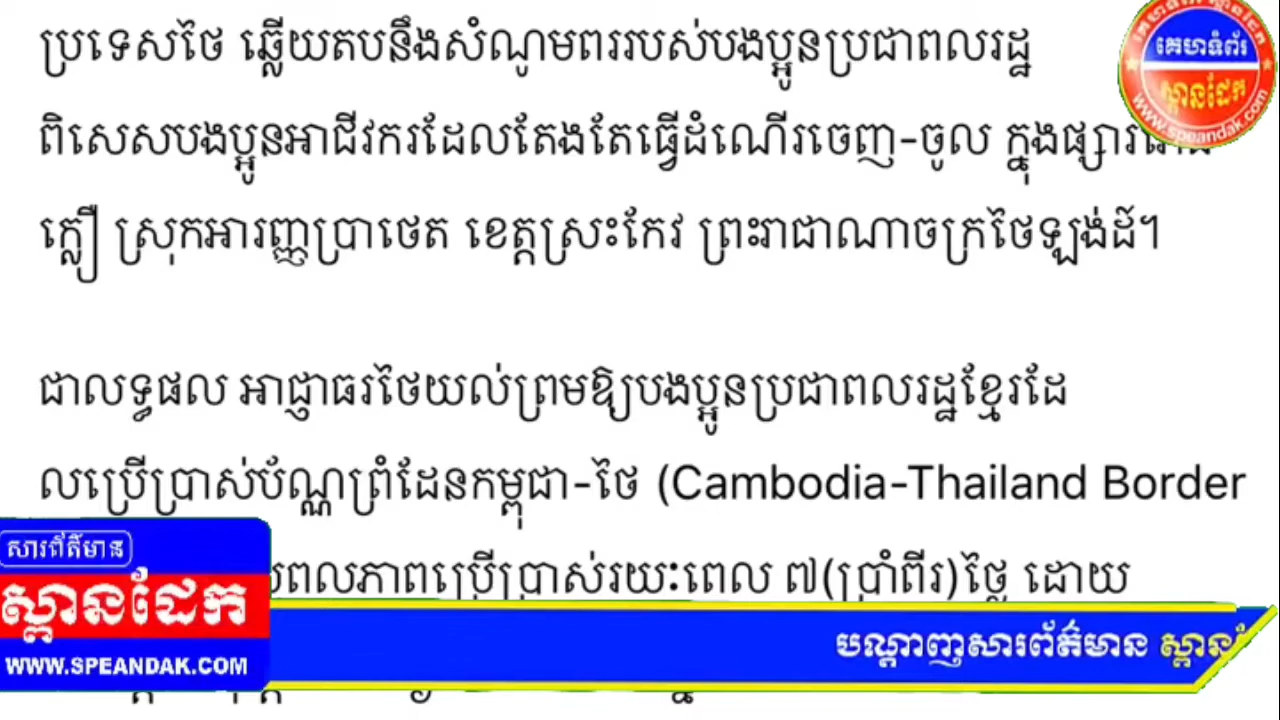 ប្រទេសថៃ ឆ្លើយតបនឹងសំណូមពររបស់បងប្អូនប្រជាពលរដ្ឋ
ពិសេសបងប្អូនអាជីវករដែលតែងតែធ្វើដំណើរចេញ-ចូល ក្នុងផ្សារ
ក្លឿ ស្រុកអារញ្ញប្រាថេត ខេត្តស្រះកែវ ព្រះរាជាណាចក្រថៃឡង់ដ៍។
ជាលទ្ធផល អាជ្ញាធរថៃយល់ព្រមឱ្យបងប្អូនប្រជាពលរដ្ឋខ្មែរដែ
លប្រើប្រាស់ប័ណ្ណព្រំដែនកម្ពុជា-ថៃ (Cambodia-Thailand Border
ពលភាពប្រើប្រាស់រយៈពេល ៧(ប្រាំពីរ)ថ្ងៃ ដោយ
គេហទំព័រ
ស្ពានដែក
www.speandak.com
សារព័ត៌មាន
ស្ពានដែក
WWW.SPEANDAK.COM
បណ្តាញសារព័ត៌មាន